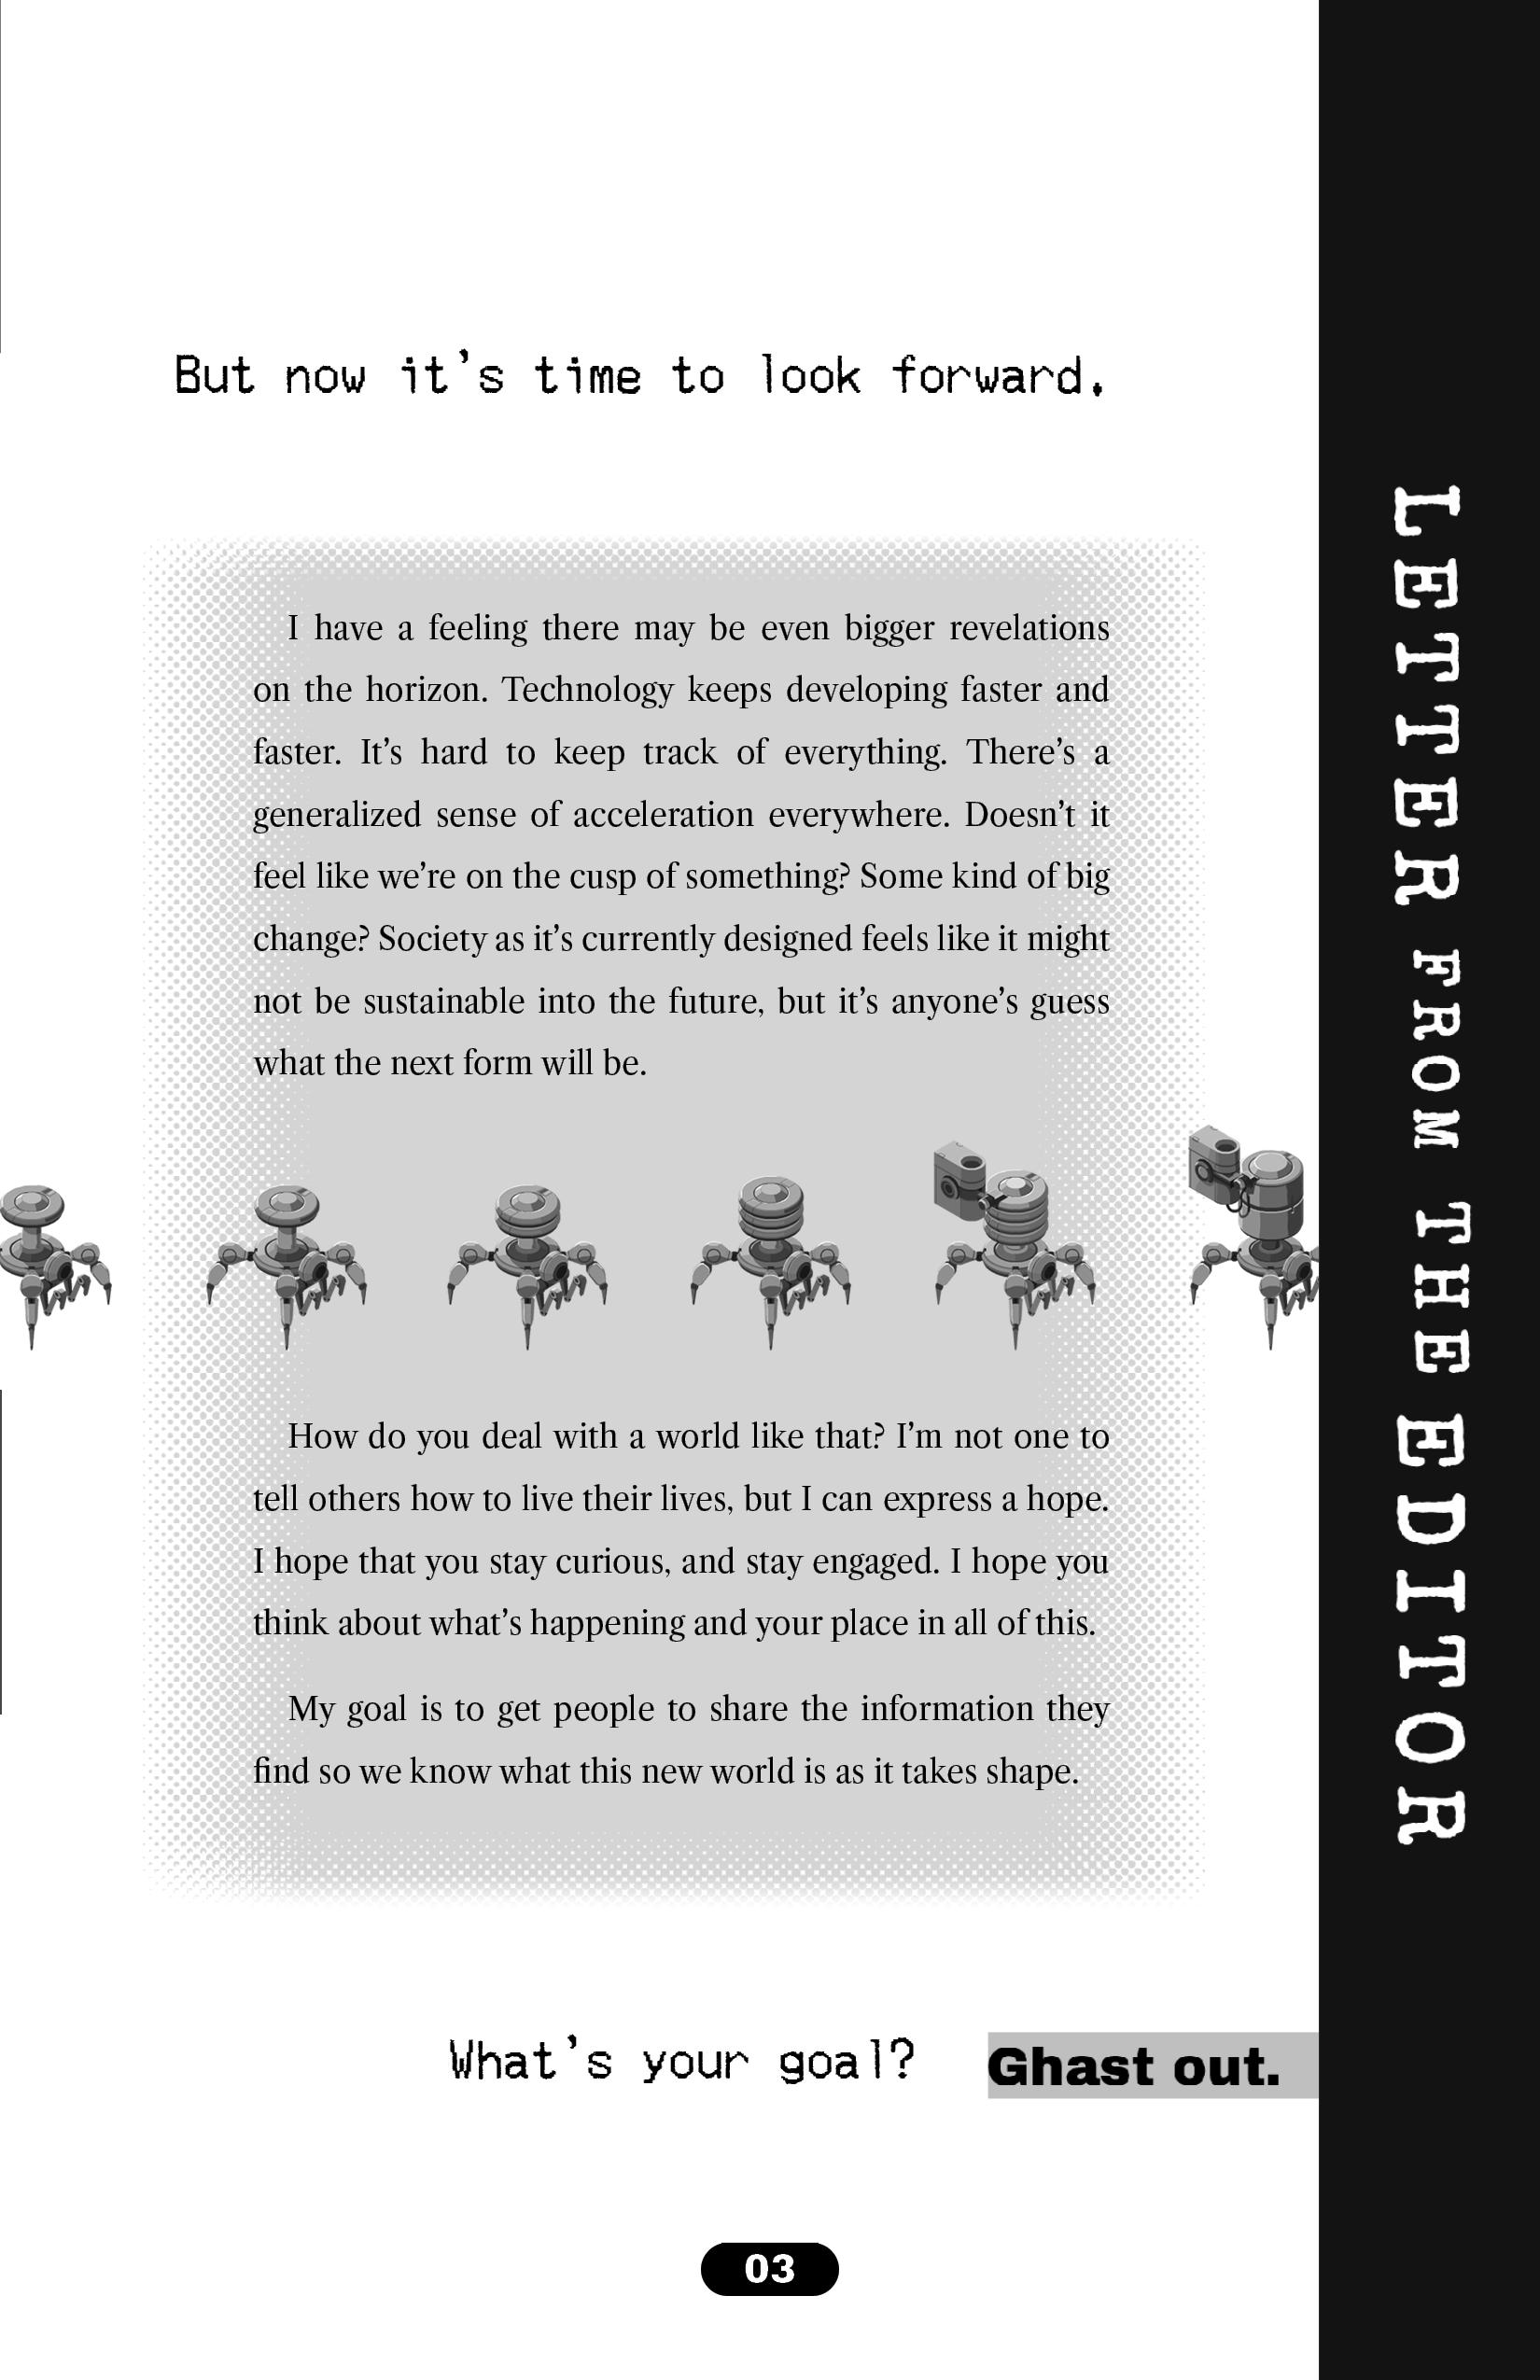 But now it’s time to look forward.
I have a feeling there may be even bigger revelations
on the horizon. Technology keeps developing faster and
faster. It’s hard to keep track of everything. There’s a
generalized sense of acceleration everywhere. Doesn’t it
feel like we’re on the cusp of something? Some kind of big
change? Society as it’s currently designed feels like it might
not be sustainable into the future, but it’s anyone’s guess
what the next form will be.
How do you deal with a world like that? I’m not one to
tell others how to live their lives, but I can express a hope.
I hope that you stay curious, and stay engaged. I hope you
think about what’s happening and your place in all of this.
My goal is to get people to share the information they
find so we know what this new world is as it takes shape.
What’s your goal?
Ghast out.
03
LETTER FROM THE EDITOR